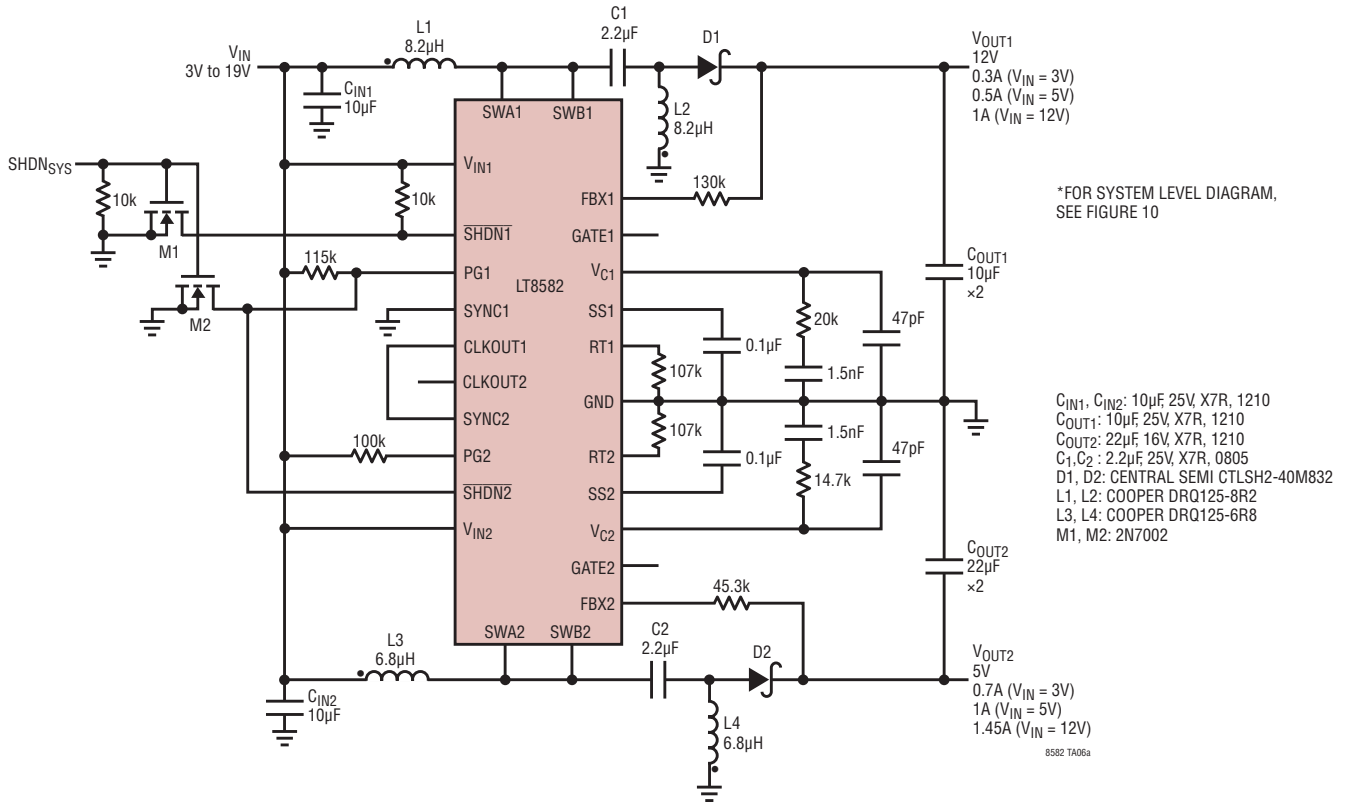 V_IN
3V to 19V
C_IN1
10µF
L1
8.2µH
C1
2.2µF
D1
L2
8.2µH
V_OUT1
12V
0.3A (V_IN = 3V)
0.5A (V_IN = 5V)
1A (V_IN = 12V)
SHDN_SYS
10k
M1
10k
M2
115k
100k
LT8582
SWA1
SWB1
V_IN1
SHDN1
PG1
SYNC1
CLKOUT1
CLKOUT2
SYNC2
PG2
SHDN2
V_IN2
SWA2
SWB2
FBX1
GATE1
V_C1
SS1
RT1
GND
RT2
SS2
V_C2
GATE2
FBX2
130k
107k
0.1µF
20k
1.5nF
47pF
107k
0.1µF
1.5nF
14.7k
47pF
45.3k
C_OUT1
10µF
×2
C_OUT2
22µF
×2
*FOR SYSTEM LEVEL DIAGRAM,
SEE FIGURE 10
C_IN1, C_IN2: 10µF, 25V, X7R, 1210
C_OUT1: 10µF, 25V, X7R, 1210
C_OUT2: 22µF, 16V, X7R, 1210
C_1,C_2 : 2.2µF, 25V, X7R, 0805
D1, D2: CENTRAL SEMI CTLSH2-40M832
L1, L2: COOPER DRQ125-8R2
L3, L4: COOPER DRQ125-6R8
M1, M2: 2N7002
L3
6.8µH
C_IN2
10µF
C2
2.2µF
D2
L4
6.8µH
V_OUT2
5V
0.7A (V_IN = 3V)
1A (V_IN = 5V)
1.45A (V_IN = 12V)
8582 TA06a